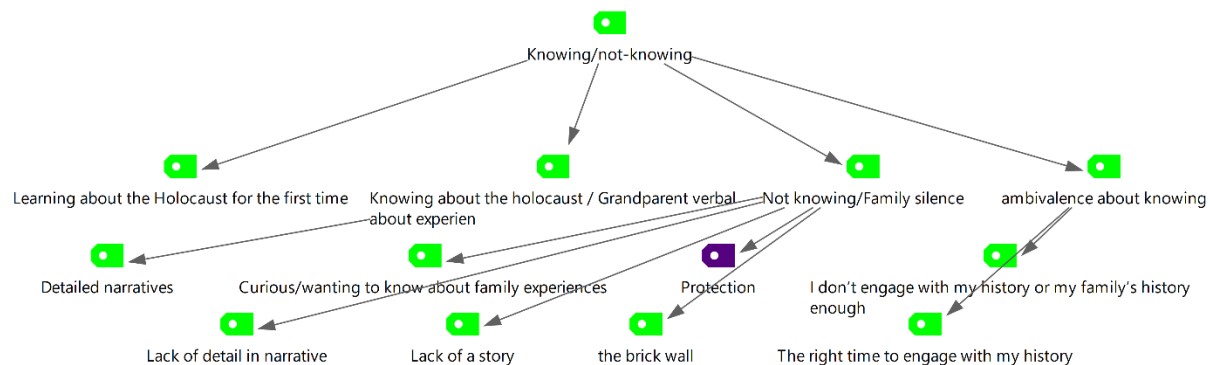 Knowing/not-knowing
Learning about the Holocaust for the first time
Knowing about the holocaust / Grandparent verbal
about experien
Not knowing/Family silence
ambivalence about knowing
Detailed narratives
Curious/wanting to know about family experiences
Protection
I don't engage with my history or my family's history
enough
Lack of detail in narrative
Lack of a story
the brick wall
The right time to engage with my history